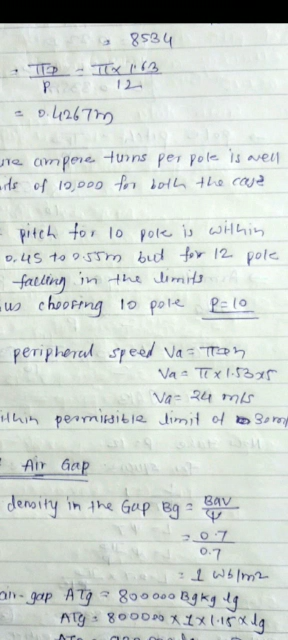 = 8534
= πD/P = π×1.63/12
= 0.4267m
ampere turns per pole is well
of 10,000 for both the case
pitch for 10 pole is within
0.45 to 0.55m but for 12 pole
falling in the limits
choosing 10 pole P=10
peripheral speed Va = πDn
Va = π×1.53×5
Va = 24 m/s
permissible limit of 30m
Air Gap
density in the Gap Bg = Bav/Ψ
= 0.7/0.7
= 1 wb/m2
air-gap ATg = 800000 Bg kg lg
ATg = 800000 × 1 × 1.15 × lg